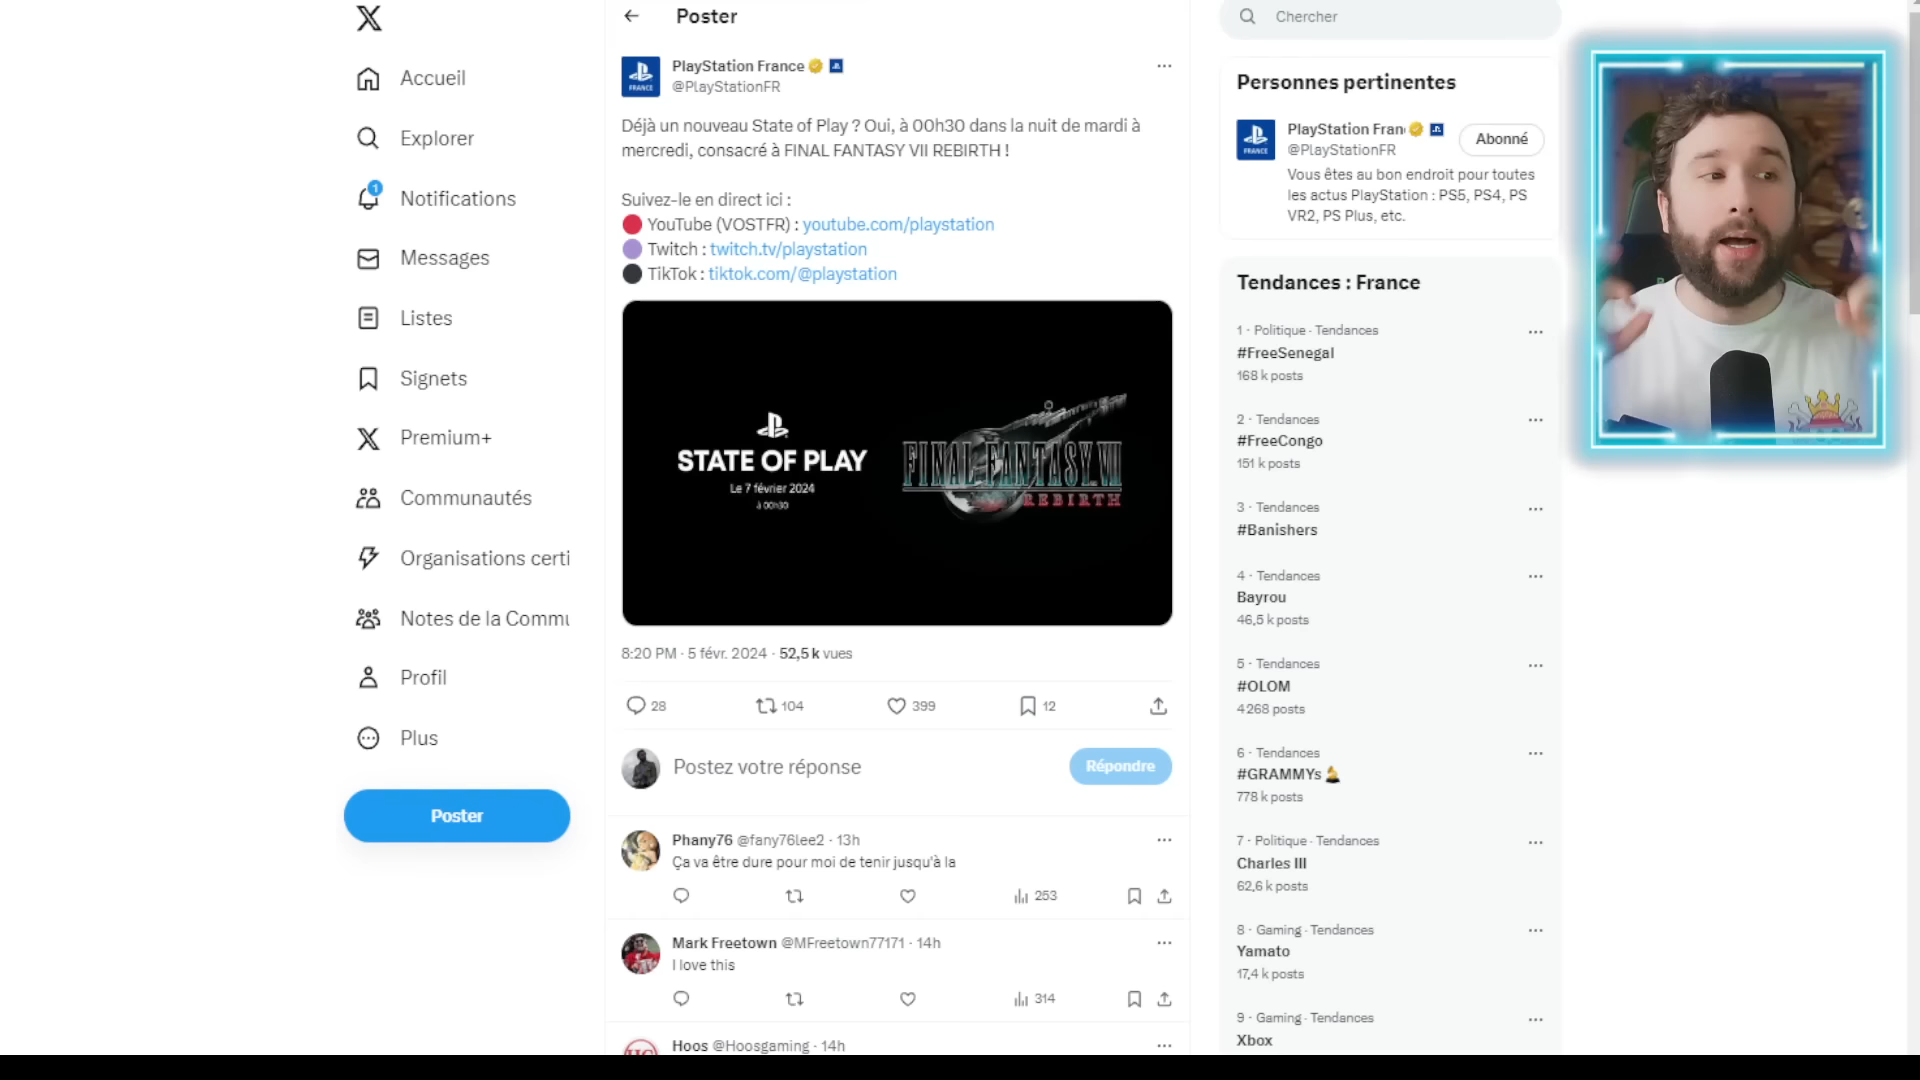 Accueil
Explorer
1
Notifications
Messages
Listes
Signets
Premium+
Communautés
Organisations certi
Notes de la Commu
Profil
Plus
Poster
Poster
PlayStation France
@PlayStationFR
FRANCE
Déjà un nouveau State of Play ? Oui, à 00h30 dans la nuit de mardi à
mercredi, consacré à FINAL FANTASY VII REBIRTH !
Suivez-le en direct ici :
YouTube (VOSTFR) : youtube.com/playstation
Twitch : twitch.tv/playstation
TikTok : tiktok.com/@playstation
STATE OF PLAY
Le 7 février 2024
à 00h30
FINAL FANTASY VII
REBIRTH
8:20 PM · 5 févr. 2024 · 52,5 k vues
28 104 399 12
Postez votre réponse
Répondre
Phany76 @fany76lee2 · 13h
Ça va être dure pour moi de tenir jusqu'à la
253
Mark Freetown @MFreetown77171 · 14h
I love this
314
Hoos @Hoosgaming · 14h
Chercher
Personnes pertinentes
FRANCE
PlayStation Fran
@PlayStationFR
Abonné
Vous êtes au bon endroit pour toutes
les actus PlayStation : PS5, PS4, PS
VR2, PS Plus, etc.
Tendances : France
1 · Politique · Tendances
#FreeSenegal
168 k posts
2 · Tendances
#FreeCongo
151 k posts
3 · Tendances
#Banishers
4 · Tendances
Bayrou
46,5 k posts
5 · Tendances
#OLOM
4 268 posts
6 · Tendances
#GRAMMYs
778 k posts
7 · Politique · Tendances
Charles III
62,6 k posts
8 · Gaming · Tendances
Yamato
17,4 k posts
9 · Gaming · Tendances
Xbox